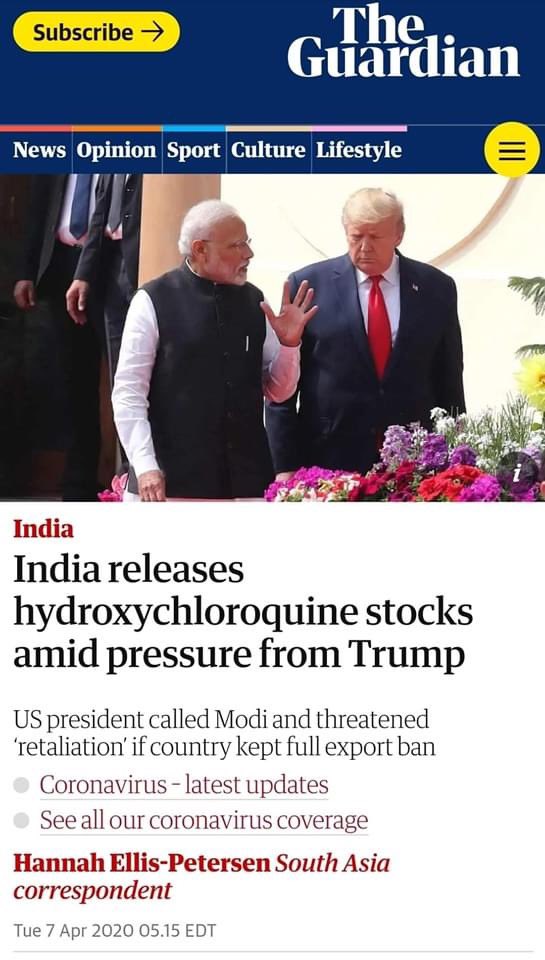 Subscribe →
The
Guardian
News Opinion Sport Culture Lifestyle
i
India
India releases
hydroxychloroquine stocks
amid pressure from Trump
US president called Modi and threatened
‘retaliation’ if country kept full export ban
Coronavirus – latest updates
See all our coronavirus coverage
Hannah Ellis-Petersen South Asia
correspondent
Tue 7 Apr 2020 05.15 EDT